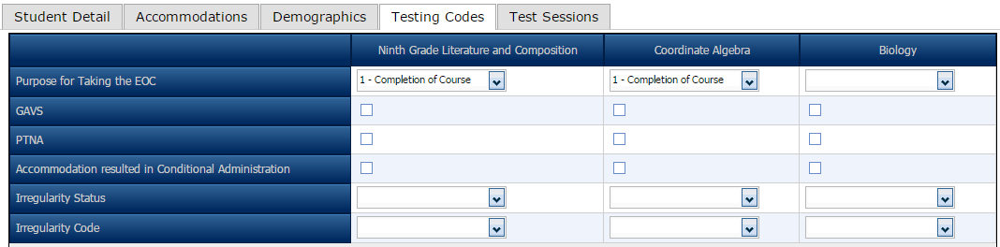 Student Detail Accommodations Demographics Testing Codes Test Sessions
Ninth Grade Literature and Composition Coordinate Algebra Biology
Purpose for Taking the EOC 1 - Completion of Course 1 - Completion of Course
GAVS
PTNA
Accommodation resulted in Conditional Administration
Irregularity Status
Irregularity Code